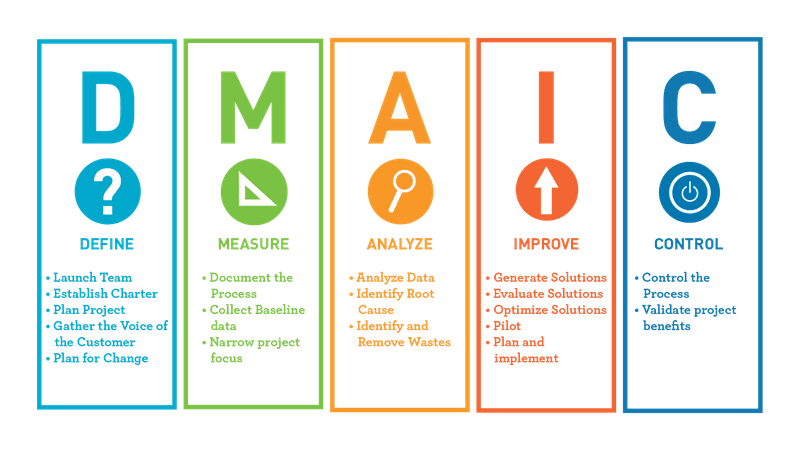 D
?
DEFINE
• Launch Team
• Establish Charter
• Plan Project
• Gather the Voice of
the Customer
• Plan for Change
M
MEASURE
• Document the
Process
• Collect Baseline
data
• Narrow project
focus
A
ANALYZE
• Analyze Data
• Identify Root
Cause
• Identify and
Remove Wastes
I
IMPROVE
• Generate Solutions
• Evaluate Solutions
• Optimize Solutions
• Pilot
• Plan and
implement
C
CONTROL
• Control the
Process
• Validate project
benefits